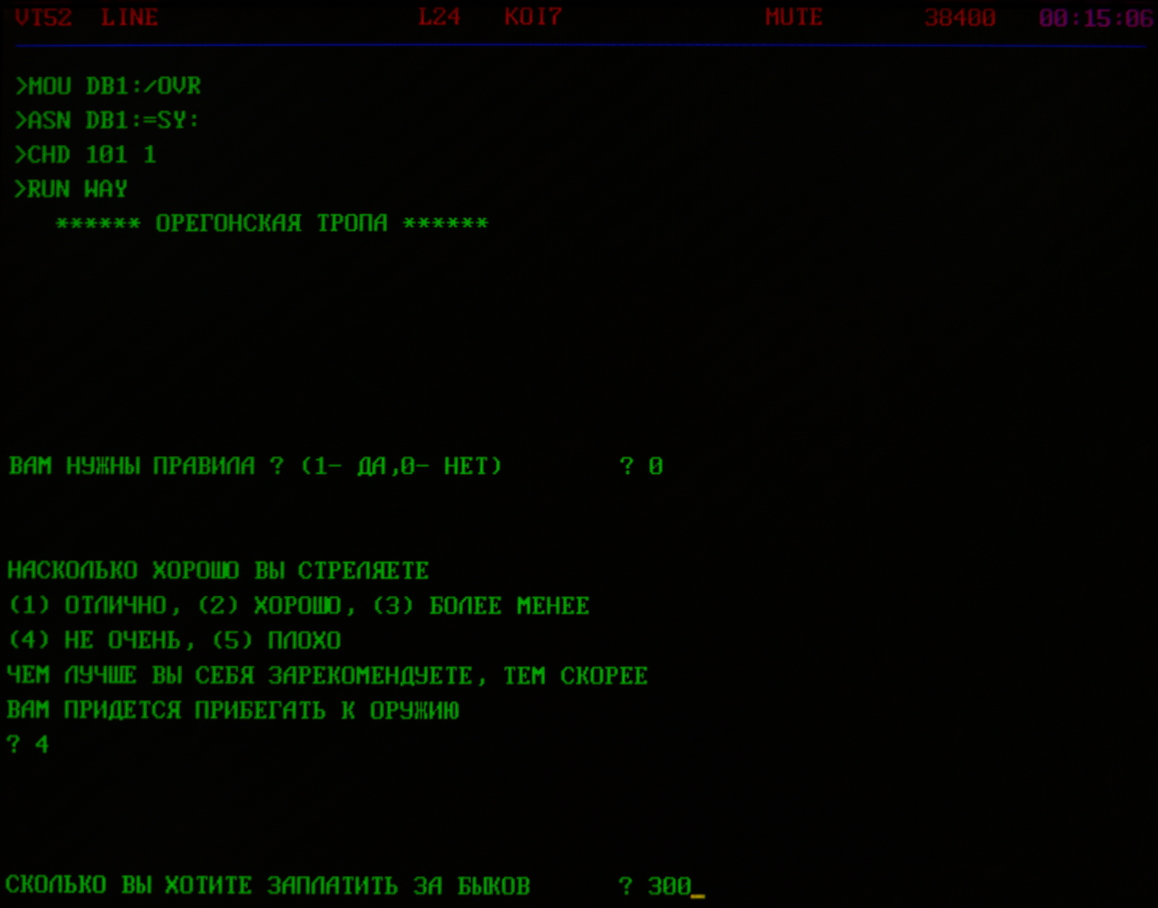 VT52 LINE L24 КОI7 MUTE 38400 00:15:06
>MOU DB1:/OVR
>ASN DB1:=SY:
>CHD 101 1
>RUN WAY
****** ОРЕГОНСКАЯ ТРОПА ******
ВАМ НУЖНЫ ПРАВИЛА ? (1- ДА,0- НЕТ) ? 0
НАСКОЛЬКО ХОРОШО ВЫ СТРЕЛЯЕТЕ
(1) ОТЛИЧНО, (2) ХОРОШО, (3) БОЛЕЕ МЕНЕЕ
(4) НЕ ОЧЕНЬ, (5) ПЛОХО
ЧЕМ ЛУЧШЕ ВЫ СЕБЯ ЗАРЕКОМЕНДУЕТЕ, ТЕМ СКОРЕЕ
ВАМ ПРИДЕТСЯ ПРИБЕГАТЬ К ОРУЖИЮ
? 4
СКОЛЬКО ВЫ ХОТИТЕ ЗАПЛАТИТЬ ЗА БЫКОВ ? 300_